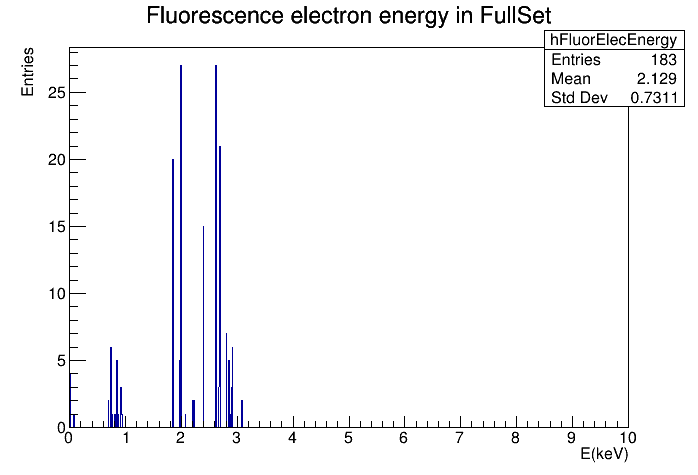 Fluorescence electron energy in FullSet
hFluorElecEnergy
Entries 183
Mean 2.129
Std Dev 0.7311
Entries
25
20
15
10
5
0
0 1 2 3 4 5 6 7 8 9 10
E(keV)